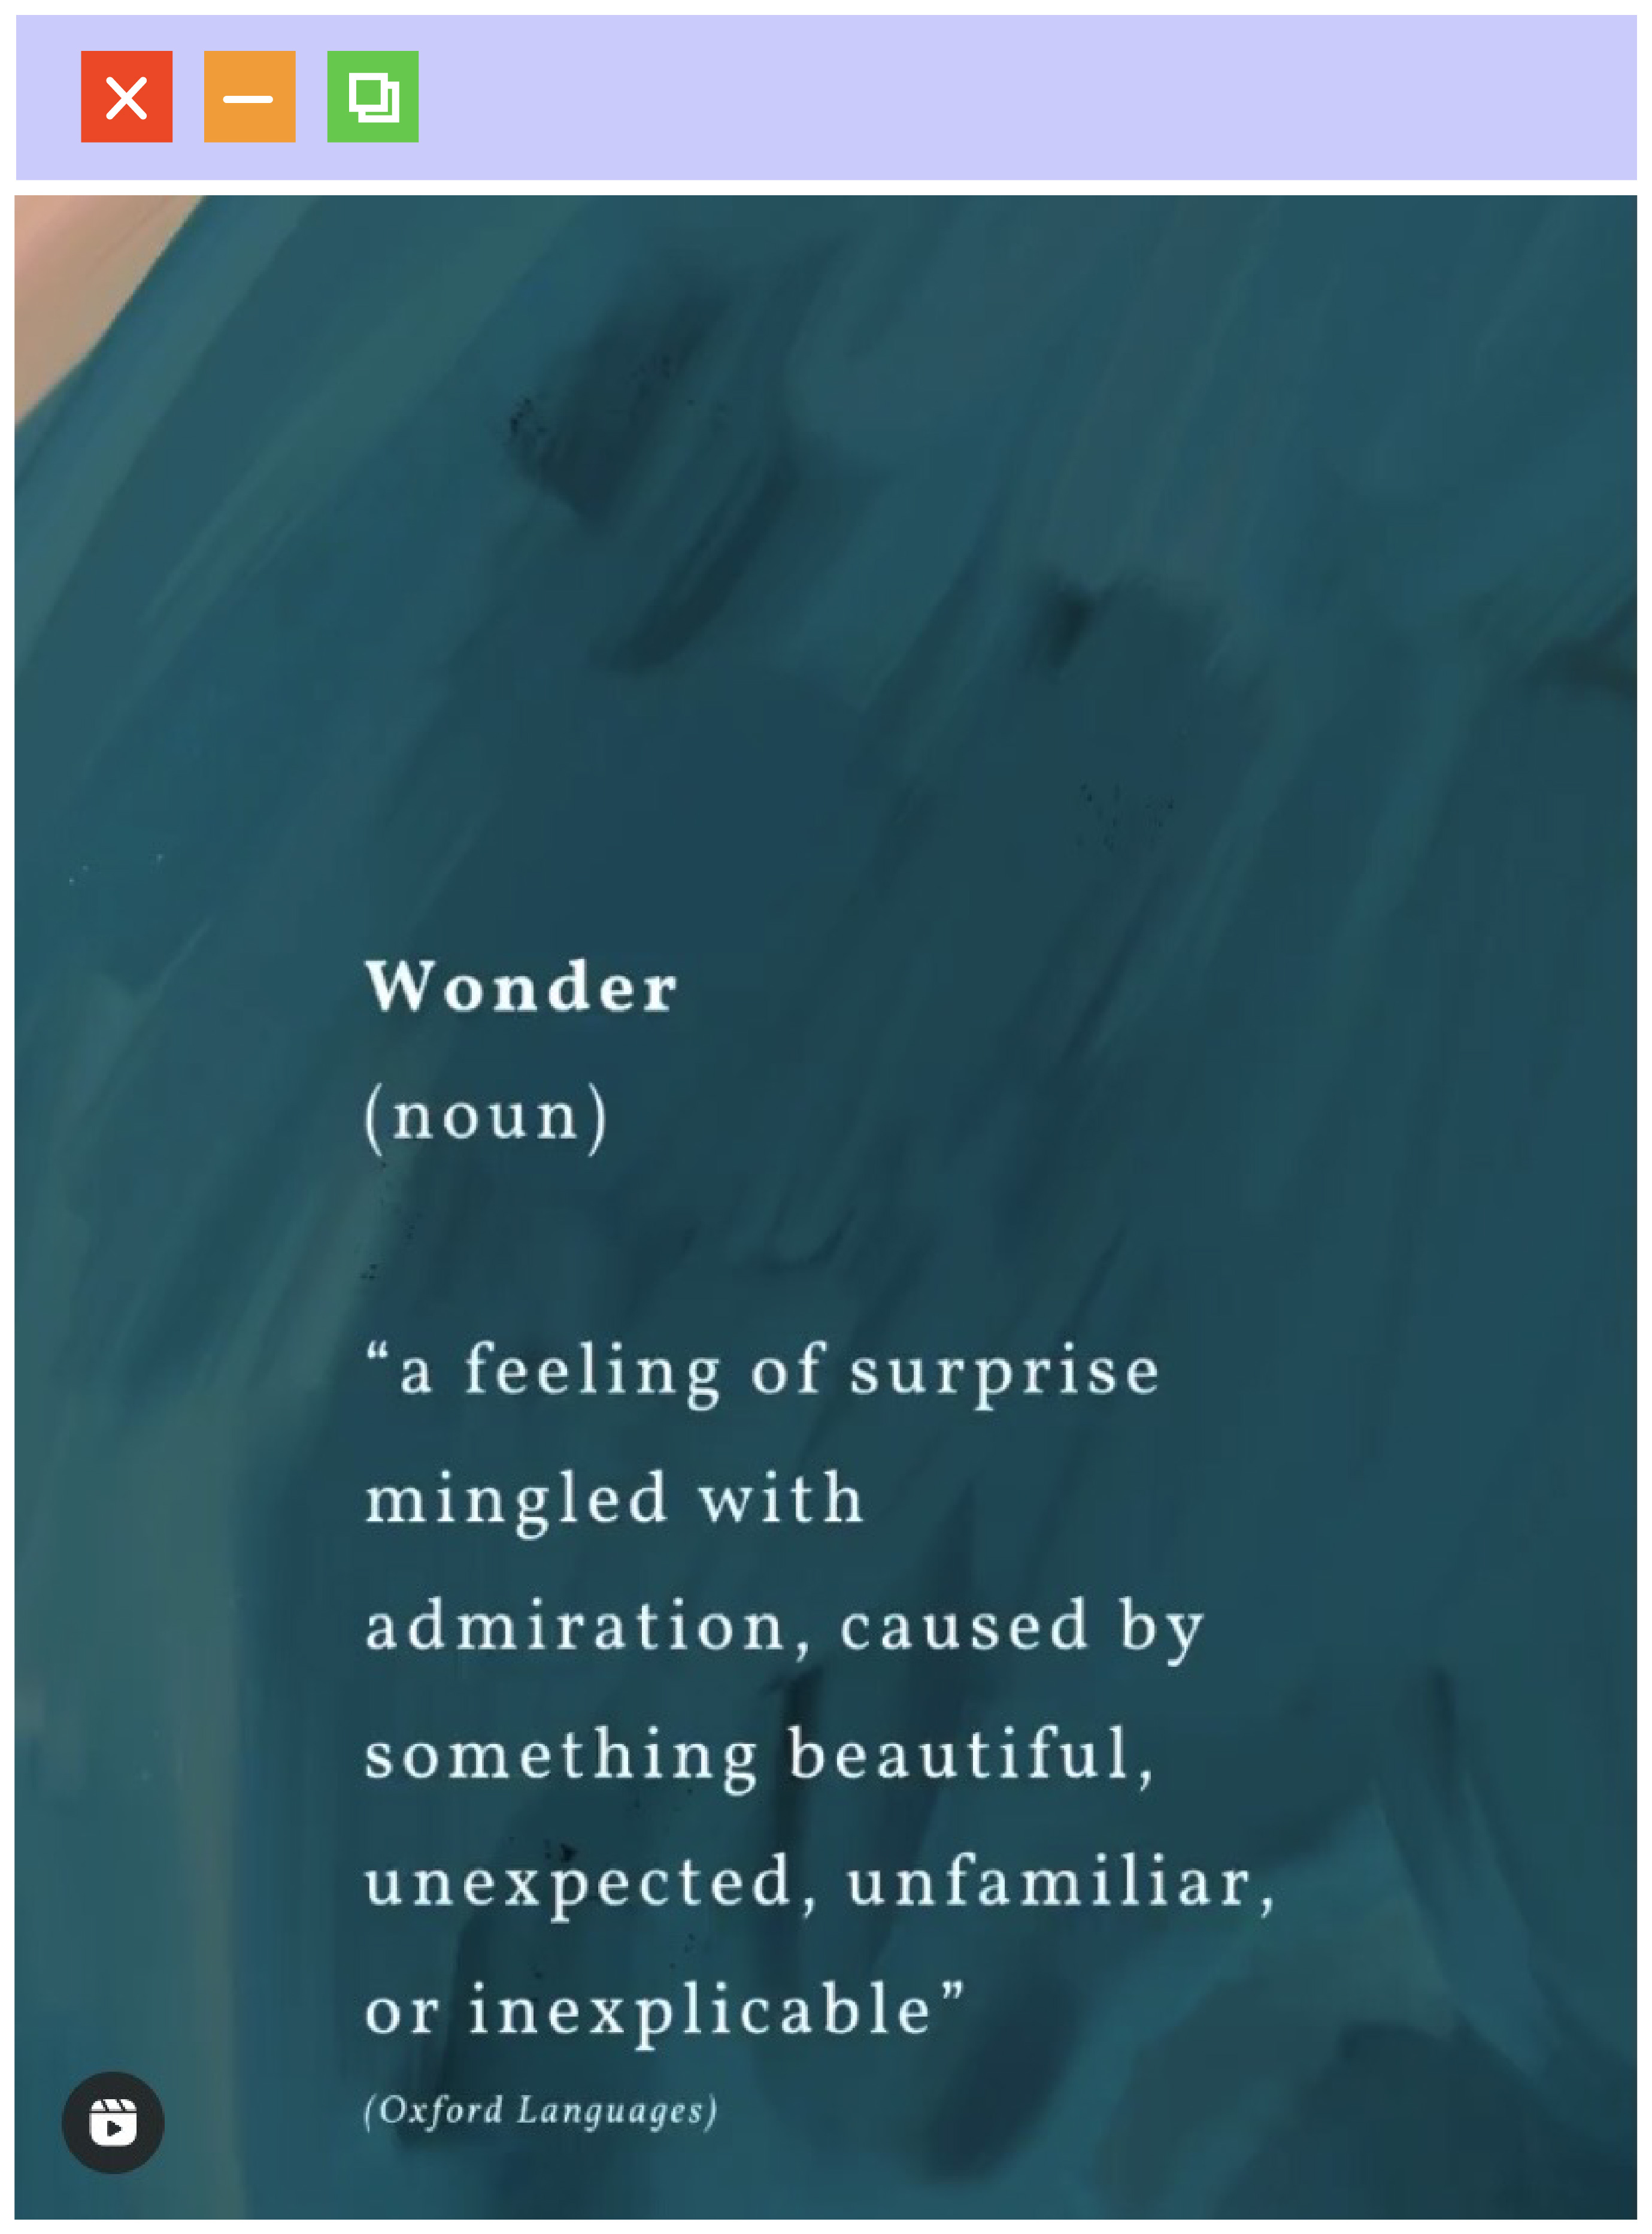 Wonder
(noun)
“a feeling of surprise
mingled with
admiration, caused by
something beautiful,
unexpected, unfamiliar,
or inexplicable”
(Oxford Languages)